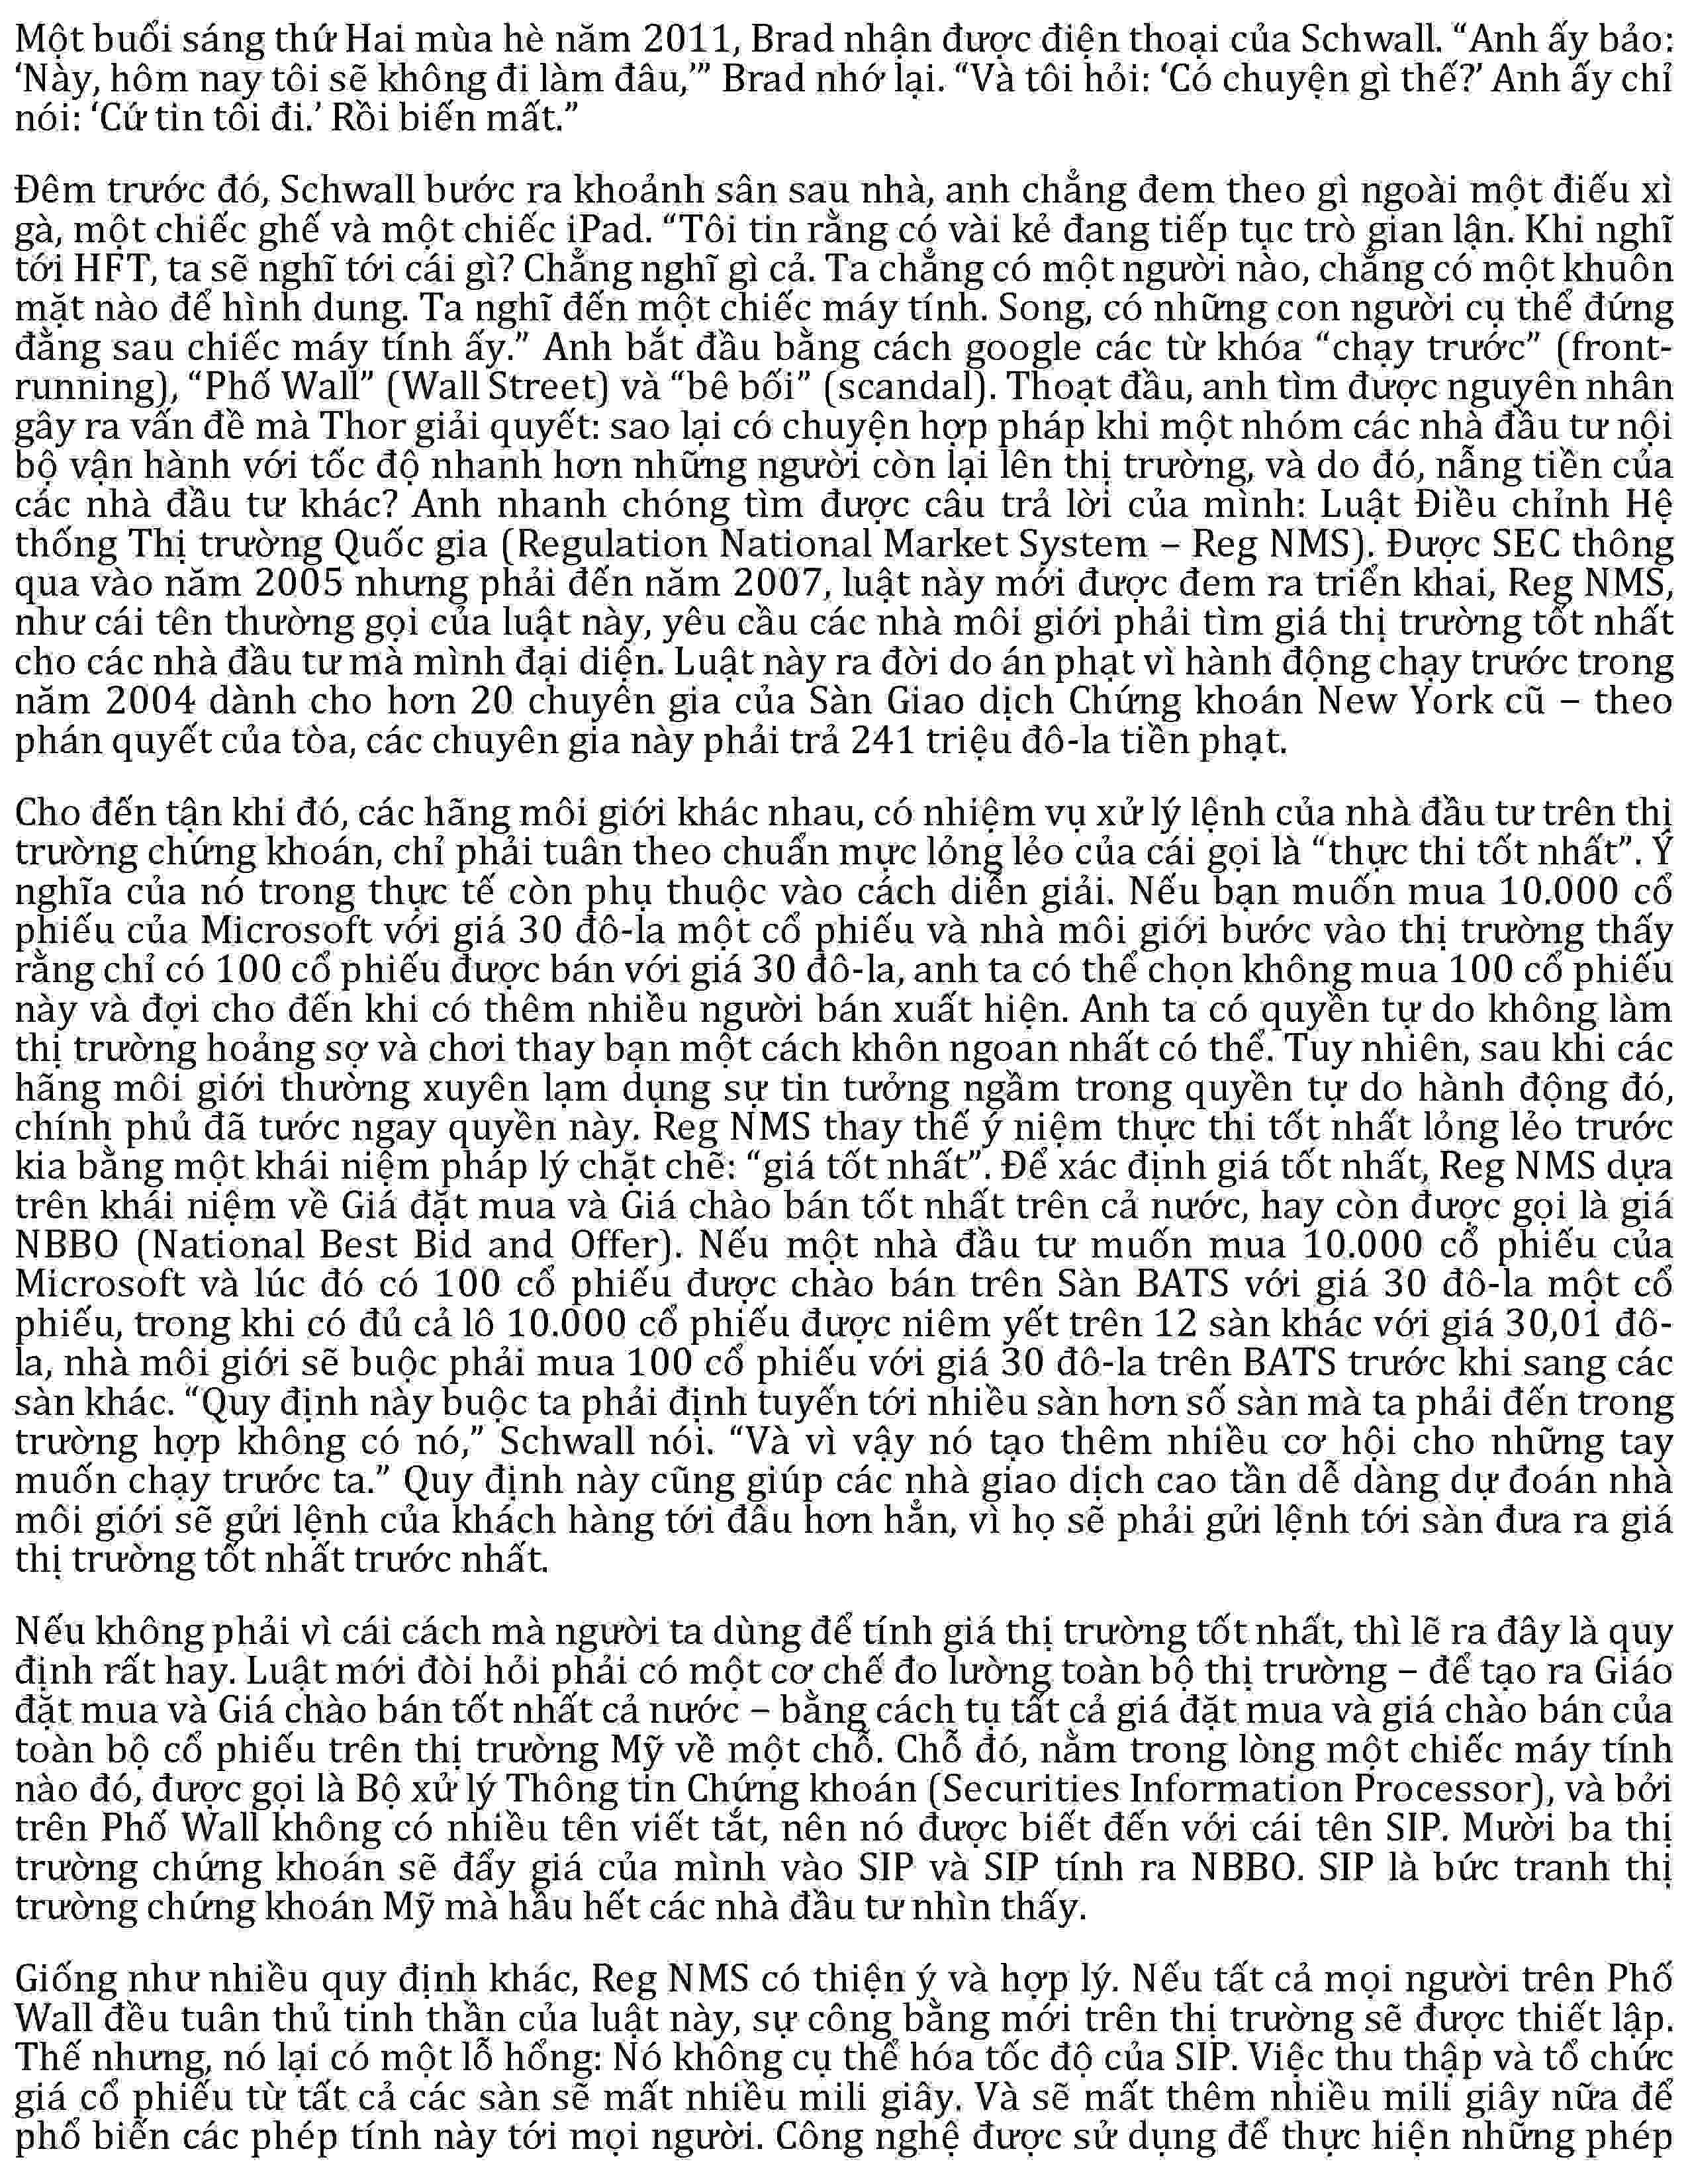 Một buổi sáng thứ Hai mùa hè năm 2011, Brad nhận được điện thoại của Schwall. “Anh ấy bảo:
‘Này, hôm nay tôi sẽ không đi làm đâu,’” Brad nhớ lại. “Và tôi hỏi: ‘Có chuyện gì thế?’ Anh ấy chỉ
nói: ‘Cứ tin tôi đi.’ Rồi biến mất.”
Đêm trước đó, Schwall bước ra khoảnh sân sau nhà, anh chẳng đem theo gì ngoài một điếu xì
gà, một chiếc ghế và một chiếc iPad. “Tôi tin rằng có vài kẻ đang tiếp tục trò gian lận. Khi nghĩ
tới HFT, ta sẽ nghĩ tới cái gì? Chẳng nghĩ gì cả. Ta chẳng có một người nào, chẳng có một khuôn
mặt nào để hình dung. Ta nghĩ đến một chiếc máy tính. Song, có những con người cụ thể đứng
đằng sau chiếc máy tính ấy.” Anh bắt đầu bằng cách google các từ khóa “chạy trước” (front-
running), “Phố Wall” (Wall Street) và “bê bối” (scandal). Thoạt đầu, anh tìm được nguyên nhân
gây ra vấn đề mà Thor giải quyết: sao lại có chuyện hợp pháp khi một nhóm các nhà đầu tư nội
bộ vận hành với tốc độ nhanh hơn những người còn lại lên thị trường, và do đó, nẫng tiền của
các nhà đầu tư khác? Anh nhanh chóng tìm được câu trả lời của mình: Luật Điều chỉnh Hệ
thống Thị trường Quốc gia (Regulation National Market System – Reg NMS). Được SEC thông
qua vào năm 2005 nhưng phải đến năm 2007, luật này mới được đem ra triển khai, Reg NMS,
như cái tên thường gọi của luật này, yêu cầu các nhà môi giới phải tìm giá thị trường tốt nhất
cho các nhà đầu tư mà mình đại diện. Luật này ra đời do án phạt vì hành động chạy trước trong
năm 2004 dành cho hơn 20 chuyên gia của Sàn Giao dịch Chứng khoán New York cũ – theo
phán quyết của tòa, các chuyên gia này phải trả 241 triệu đô-la tiền phạt.
Cho đến tận khi đó, các hãng môi giới khác nhau, có nhiệm vụ xử lý lệnh của nhà đầu tư trên thị
trường chứng khoán, chỉ phải tuân theo chuẩn mực lỏng lẻo của cái gọi là “thực thi tốt nhất”. Ý
nghĩa của nó trong thực tế còn phụ thuộc vào cách diễn giải. Nếu bạn muốn mua 10.000 cổ
phiếu của Microsoft với giá 30 đô-la một cổ phiếu và nhà môi giới bước vào thị trường thấy
rằng chỉ có 100 cổ phiếu được bán với giá 30 đô-la, anh ta có thể chọn không mua 100 cổ phiếu
này và đợi cho đến khi có thêm nhiều người bán xuất hiện. Anh ta có quyền tự do không làm
thị trường hoảng sợ và chơi thay bạn một cách khôn ngoan nhất có thể. Tuy nhiên, sau khi các
hãng môi giới thường xuyên lạm dụng sự tin tưởng ngầm trong quyền tự do hành động đó,
chính phủ đã tước ngay quyền này. Reg NMS thay thế ý niệm thực thi tốt nhất lỏng lẻo trước
kia bằng một khái niệm pháp lý chặt chẽ: “giá tốt nhất”. Để xác định giá tốt nhất, Reg NMS dựa
trên khái niệm về Giá đặt mua và Giá chào bán tốt nhất trên cả nước, hay còn được gọi là giá
NBBO (National Best Bid and Offer). Nếu một nhà đầu tư muốn mua 10.000 cổ phiếu của
Microsoft và lúc đó có 100 cổ phiếu được chào bán trên Sàn BATS với giá 30 đô-la một cổ
phiếu, trong khi có đủ cả lô 10.000 cổ phiếu được niêm yết trên 12 sàn khác với giá 30,01 đô-
la, nhà môi giới sẽ buộc phải mua 100 cổ phiếu với giá 30 đô-la trên BATS trước khi sang các
sàn khác. “Quy định này buộc ta phải định tuyến tới nhiều sàn hơn số sàn mà ta phải đến trong
trường hợp không có nó,” Schwall nói. “Và vì vậy nó tạo thêm nhiều cơ hội cho những tay
muốn chạy trước ta.” Quy định này cũng giúp các nhà giao dịch cao tần dễ dàng dự đoán nhà
môi giới sẽ gửi lệnh của khách hàng tới đâu hơn hẳn, vì họ sẽ phải gửi lệnh tới sàn đưa ra giá
thị trường tốt nhất trước nhất.
Nếu không phải vì cái cách mà người ta dùng để tính giá thị trường tốt nhất, thì lẽ ra đây là quy
định rất hay. Luật mới đòi hỏi phải có một cơ chế đo lường toàn bộ thị trường – để tạo ra Giáo
đặt mua và Giá chào bán tốt nhất cả nước – bằng cách tụ tất cả giá đặt mua và giá chào bán của
toàn bộ cổ phiếu trên thị trường Mỹ về một chỗ. Chỗ đó, nằm trong lòng một chiếc máy tính
nào đó, được gọi là Bộ xử lý Thông tin Chứng khoán (Securities Information Processor), và bởi
trên Phố Wall không có nhiều tên viết tắt, nên nó được biết đến với cái tên SIP. Mười ba thị
trường chứng khoán sẽ đẩy giá của mình vào SIP và SIP tính ra NBBO. SIP là bức tranh thị
trường chứng khoán Mỹ mà hầu hết các nhà đầu tư nhìn thấy.
Giống như nhiều quy định khác, Reg NMS có thiện ý và hợp lý. Nếu tất cả mọi người trên Phố
Wall đều tuân thủ tinh thần của luật này, sự công bằng mới trên thị trường sẽ được thiết lập.
Thế nhưng, nó lại có một lỗ hổng: Nó không cụ thể hóa tốc độ của SIP. Việc thu thập và tổ chức
giá cổ phiếu từ tất cả các sàn sẽ mất nhiều mili giây. Và sẽ mất thêm nhiều mili giây nữa để
phổ biến các phép tính này tới mọi người. Công nghệ được sử dụng để thực hiện những phép